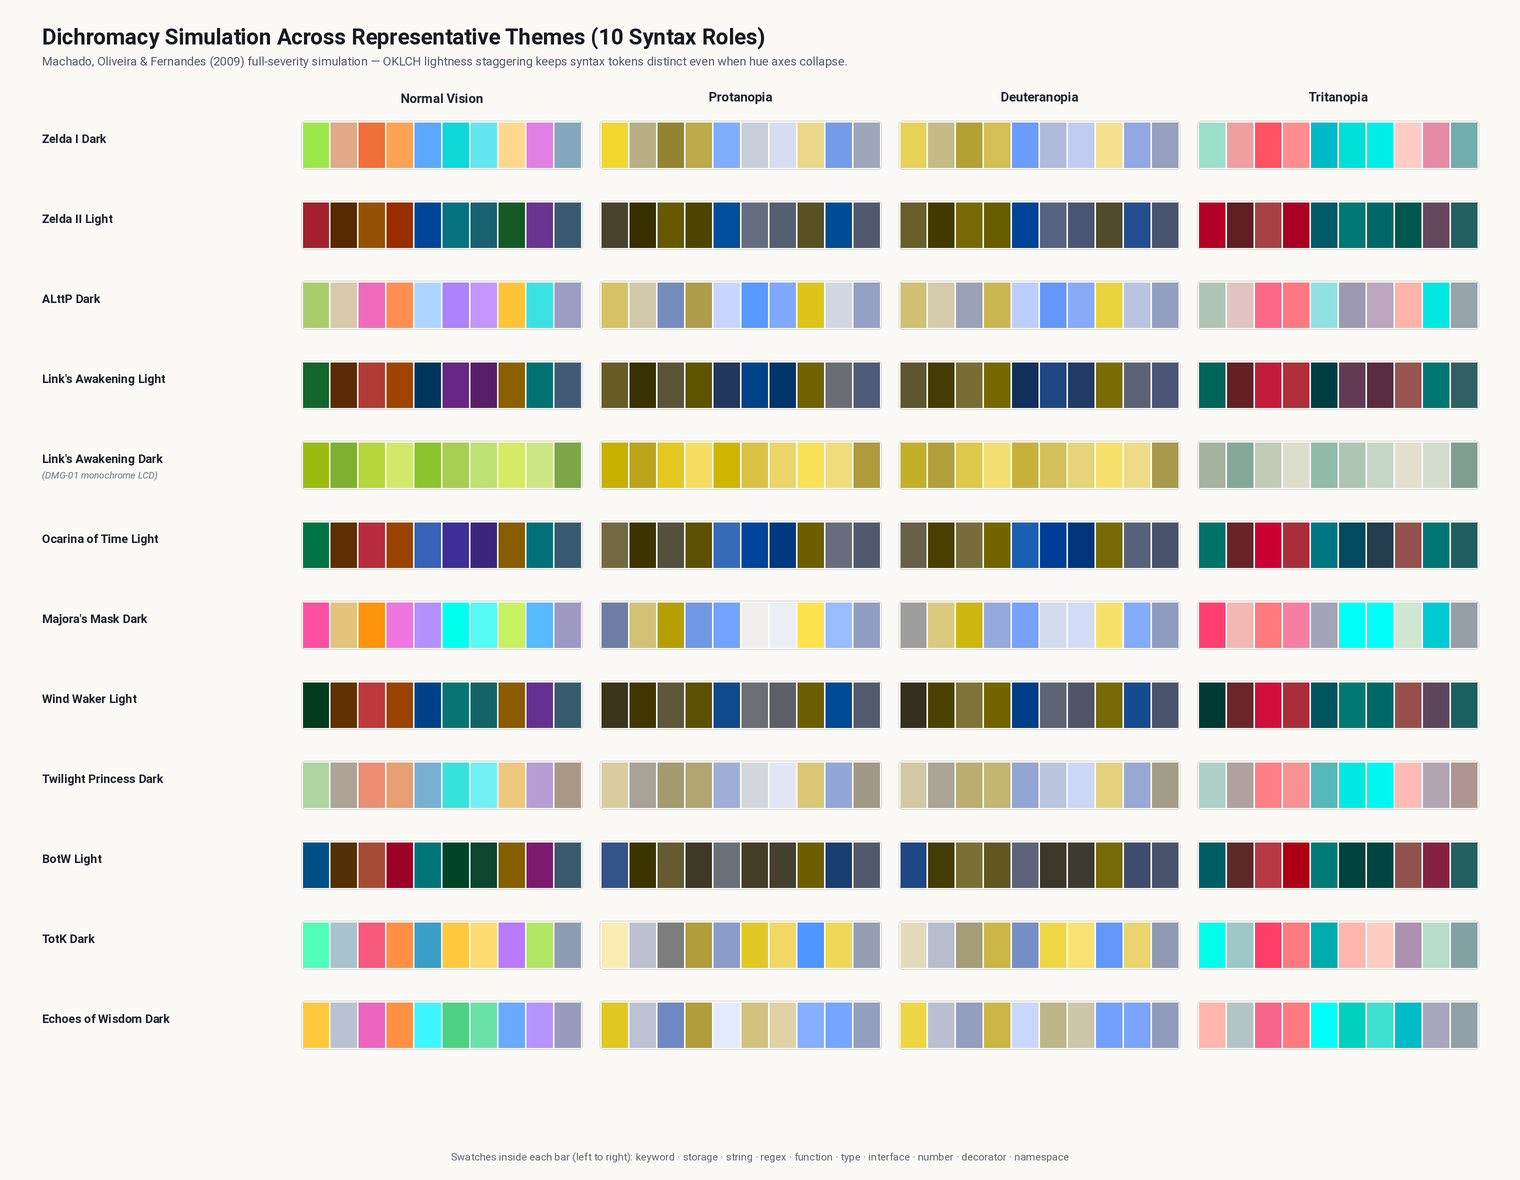 Dichromacy Simulation Across Representative Themes (10 Syntax Roles)
Machado, Oliveira & Fernandes (2009) full-severity simulation — OKLCH lightness staggering keeps syntax tokens distinct even when hue axes collapse.
Normal Vision Protanopia Deuteranopia Tritanopia
Zelda I Dark
Zelda II Light
ALttP Dark
Link's Awakening Light
Link's Awakening Dark
(DMG-01 monochrome LCD)
Ocarina of Time Light
Majora's Mask Dark
Wind Waker Light
Twilight Princess Dark
BotW Light
TotK Dark
Echoes of Wisdom Dark
Swatches inside each bar (left to right): keyword · storage · string · regex · function · type · interface · number · decorator · namespace